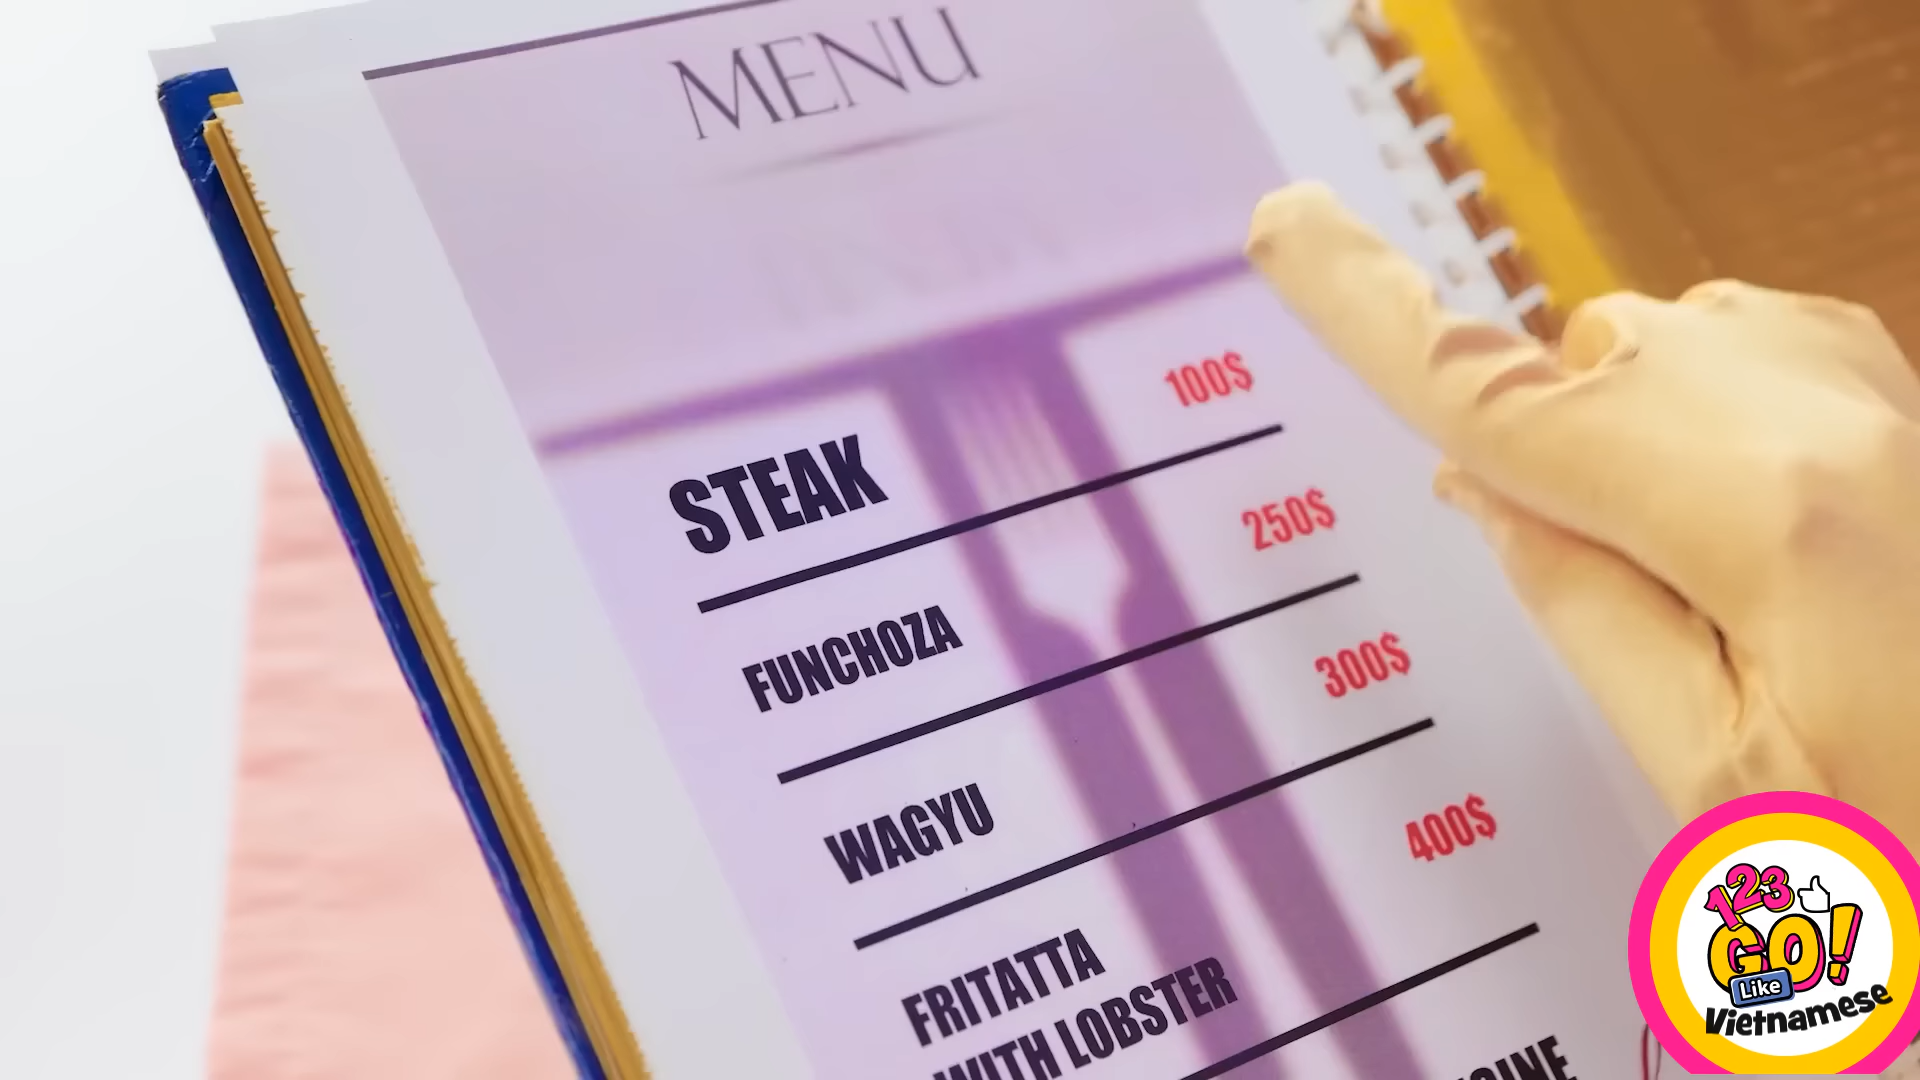 MENU
STEAK 100$
FUNCHOZA 250$
WAGYU 300$
FRITATTA 400$
WITH LOBSTER
123
GO!
Like
Vietnamese